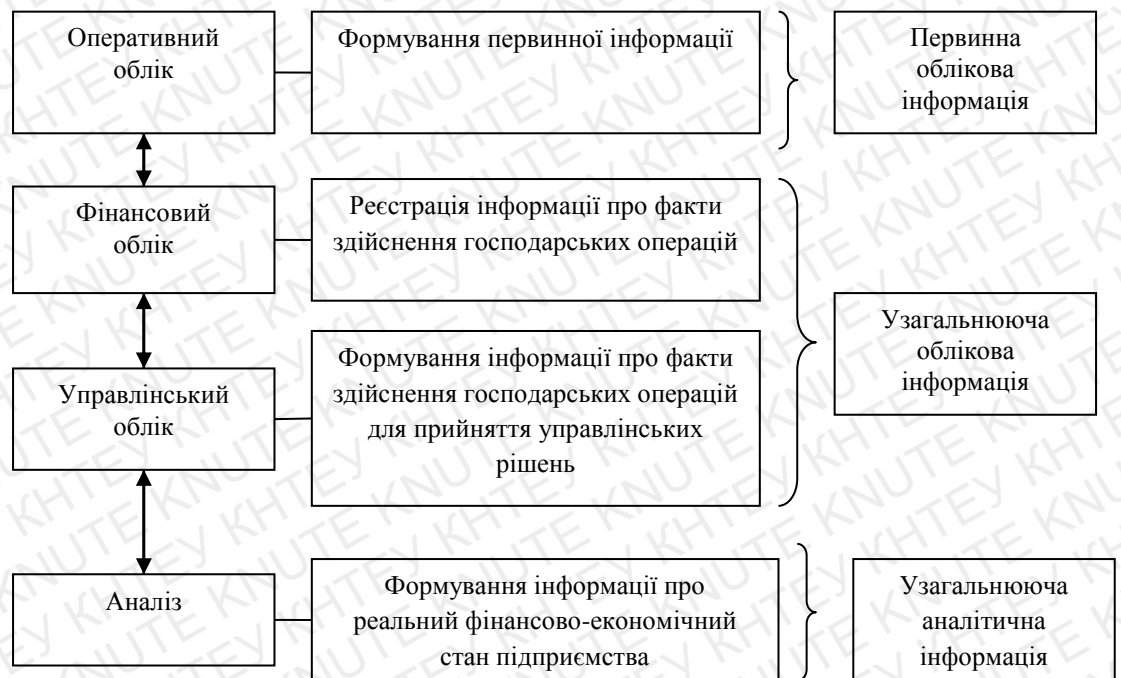 Оперативний
облік
Формування первинної інформації
Первинна
облікова
інформація
Фінансовий
облік
Реєстрація інформації про факти
здійснення господарських операцій
Узагальнююча
облікова
інформація
Управлінський
облік
Формування інформації про факти
здійснення господарських операцій
для прийняття управлінських
рішень
Аналіз
Формування інформації про
реальний фінансово-економічний
стан підприємства
Узагальнююча
аналітична
інформація